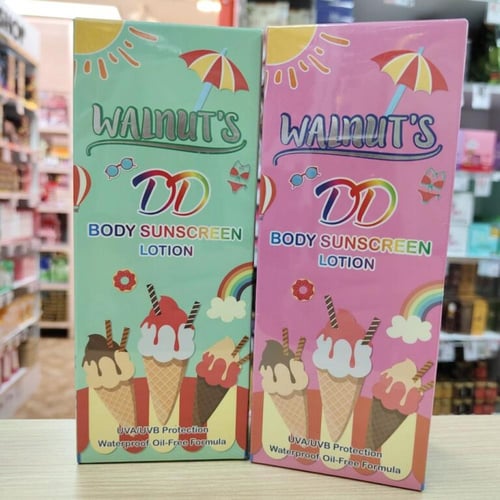 SHOP
WALNUT'S
DD
BODY SUNSCREEN
LOTION
UVA/UVB Protection
Waterproof Oil-Free Formula
WALNUT'S
DD
BODY SUNSCREEN
LOTION
UVA/UVB Protection
Waterproof Oil-Free Formula